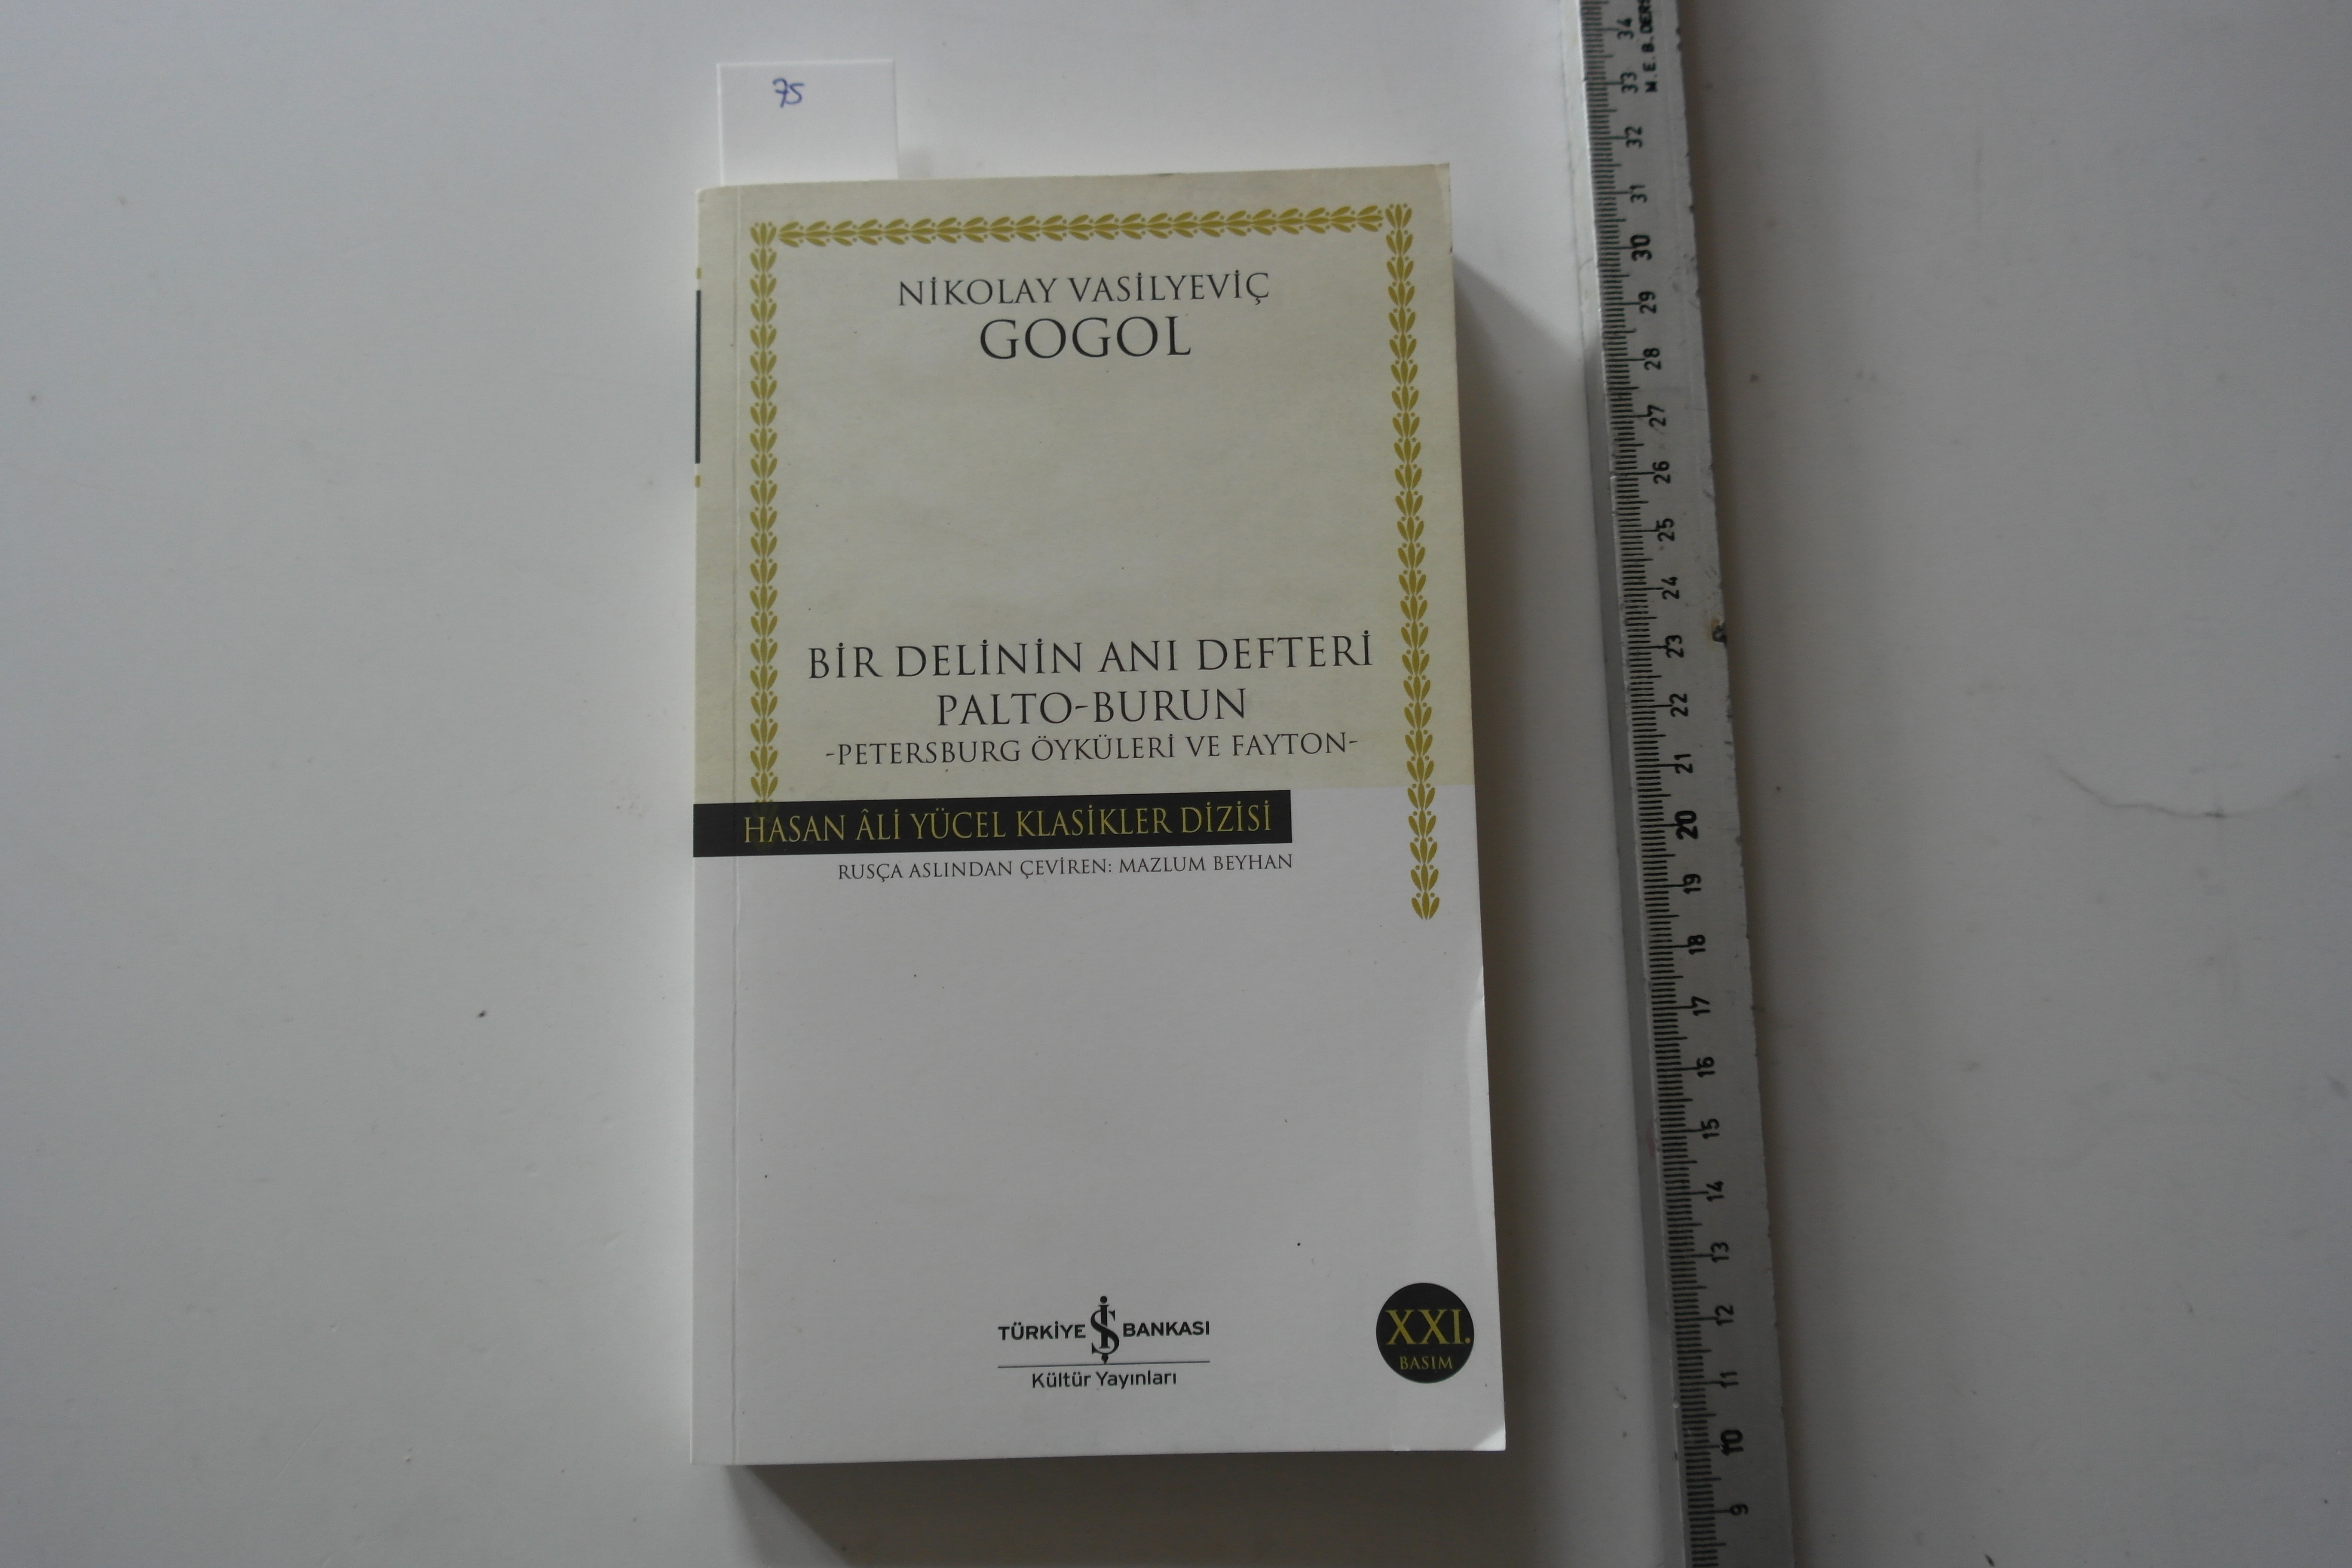 75
NİKOLAY VASİLYEVİÇ
GOGOL
BİR DELİNİN ANI DEFTERİ
PALTO-BURUN
-PETERSBURG ÖYKÜLERİ VE FAYTON-
HASAN ÂLİ YÜCEL KLASİKLER DİZİSİ
RUSÇA ASLINDAN ÇEVİREN: MAZLUM BEYHAN
TÜRKİYE İŞ BANKASI
Kültür Yayınları
XXI.
BASIM
M.E.B.DERS
34
33
32
31
30
29
28
27
26
25
24
23
22
21
20
19
18
17
16
15
14
13
12
11
10
9